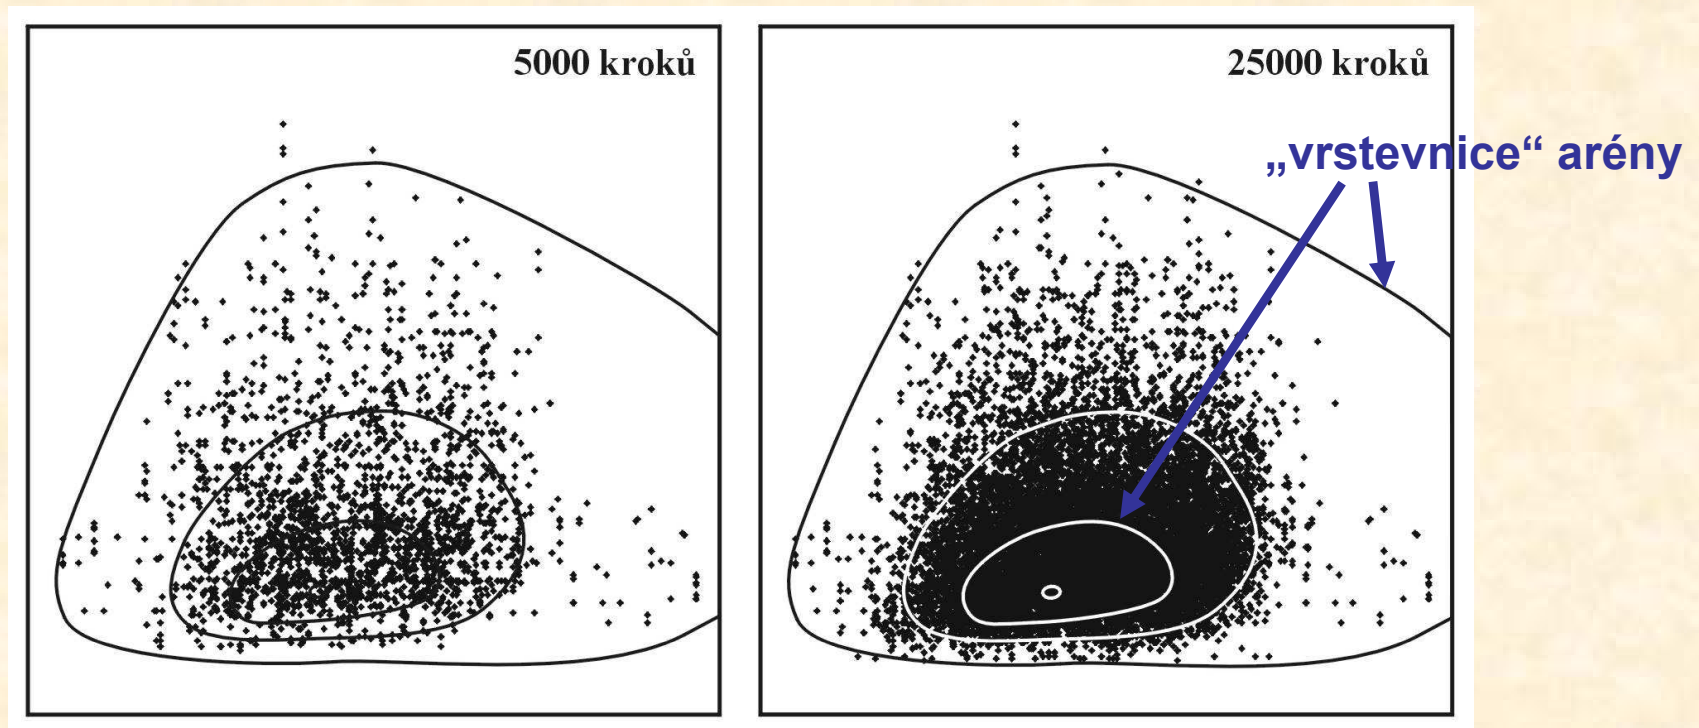 5000 kroků
25000 kroků
„vrstevnice“ arény